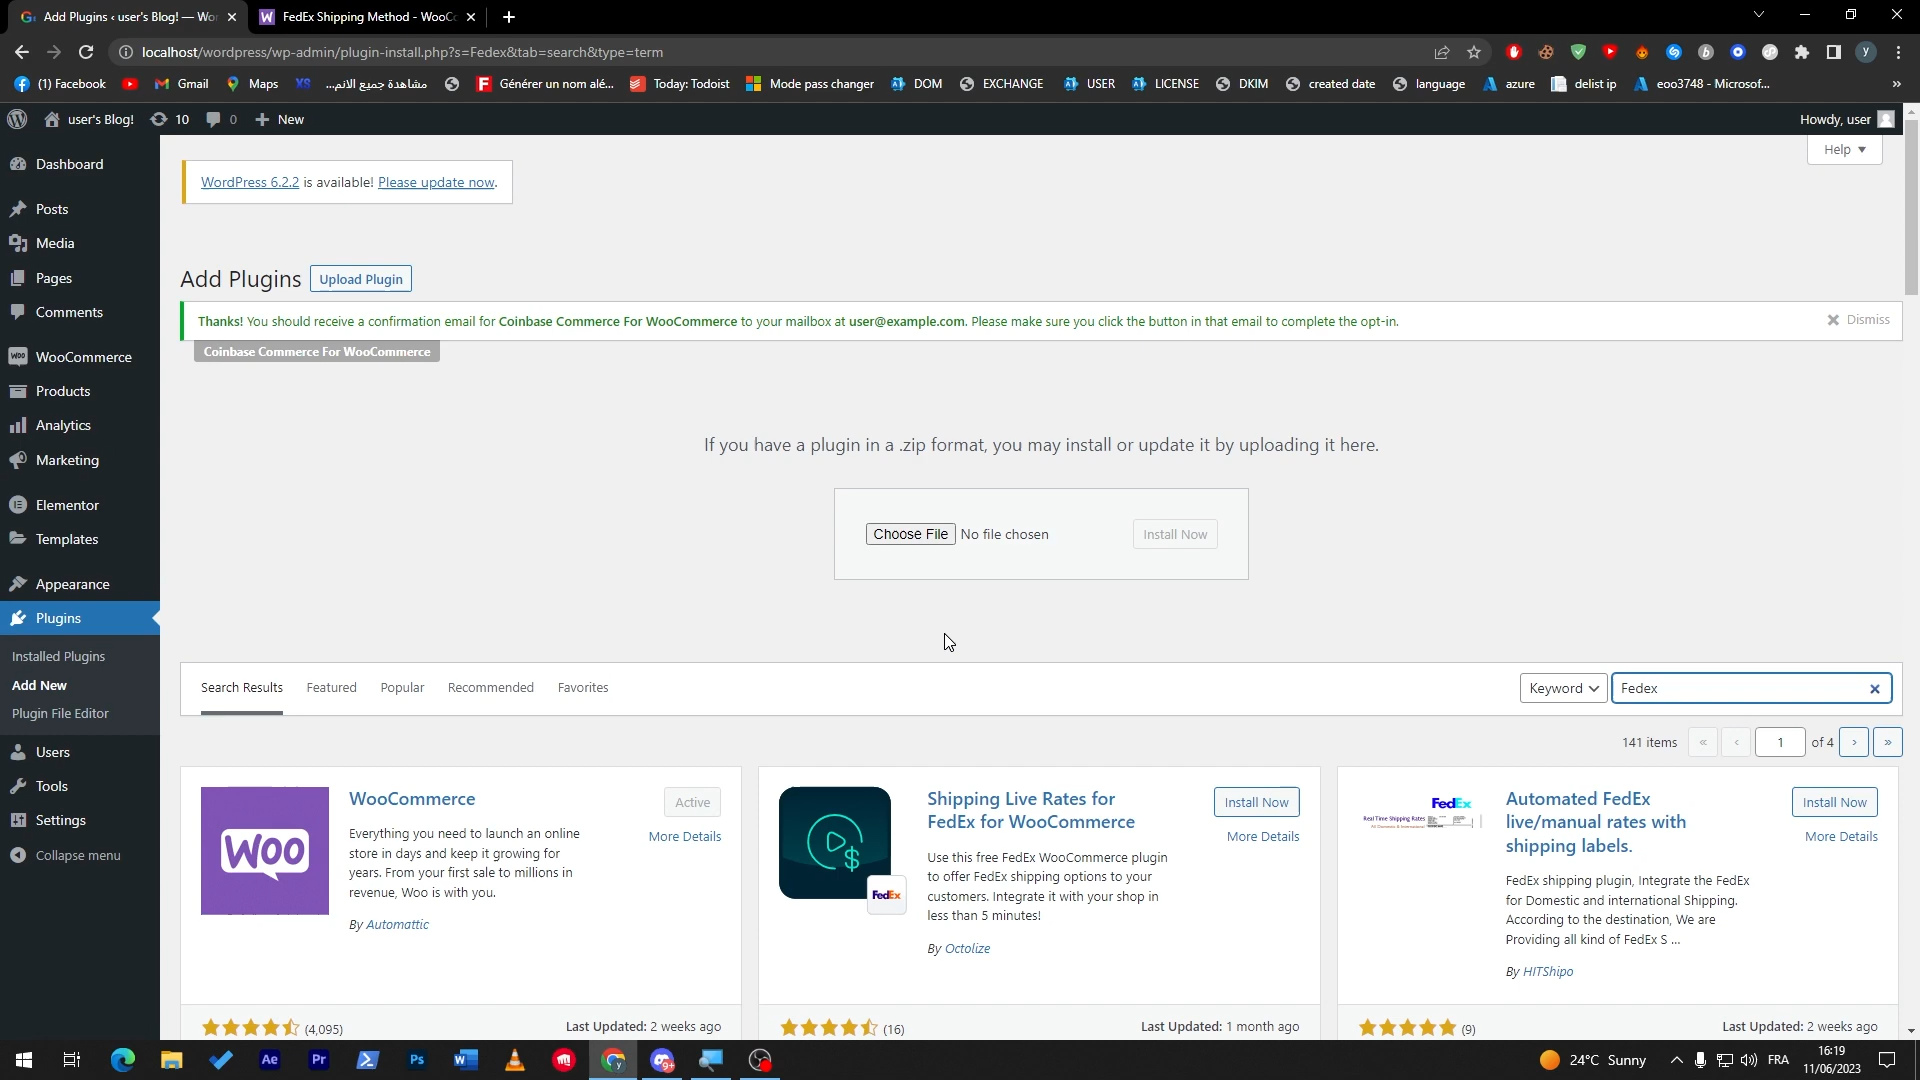 Add Plugins ‹ user's Blog! — Wor
FedEx Shipping Method - WooCo
localhost/wordpress/wp-admin/plugin-install.php?s=Fedex&tab=search&type=term
(1) Facebook
Gmail
Maps
مشاهدة جميع الانم...
Générer un nom alé...
Today: Todoist
Mode pass changer
DOM
EXCHANGE
USER
LICENSE
DKIM
created date
language
azure
delist ip
eoo3748 - Microsof...
»
user's Blog!
10
0
New
Howdy, user
Help
Dashboard
Posts
Media
Pages
Comments
WooCommerce
Products
Analytics
Marketing
Elementor
Templates
Appearance
Plugins
Installed Plugins
Add New
Plugin File Editor
Users
Tools
Settings
Collapse menu
WordPress 6.2.2 is available! Please update now.
Add Plugins
Upload Plugin
Thanks! You should receive a confirmation email for Coinbase Commerce For WooCommerce to your mailbox at user@example.com. Please make sure you click the button in that email to complete the opt-in.
Dismiss
Coinbase Commerce For WooCommerce
If you have a plugin in a .zip format, you may install or update it by uploading it here.
Choose File
No file chosen
Install Now
Search Results
Featured
Popular
Recommended
Favorites
Keyword
Fedex
141 items
«
‹
1
of 4
›
»
Woo
WooCommerce
Active
More Details
Everything you need to launch an online
store in days and keep it growing for
years. From your first sale to millions in
revenue, Woo is with you.
By Automattic
(4,095)
Last Updated: 2 weeks ago
FedEx
Shipping Live Rates for
FedEx for WooCommerce
Install Now
More Details
Use this free FedEx WooCommerce plugin
to offer FedEx shipping options to your
customers. Integrate it with your shop in
less than 5 minutes!
By Octolize
(16)
Last Updated: 1 month ago
FedEx
Real Time Shipping Rates
Automated FedEx
live/manual rates with
shipping labels.
Install Now
More Details
FedEx shipping plugin, Integrate the FedEx
for Domestic and international Shipping.
According to the destination, We are
Providing all kind of FedEx S ...
By HITShipo
(9)
Last Updated: 2 weeks ago
24°C Sunny
FRA
16:19
11/06/2023